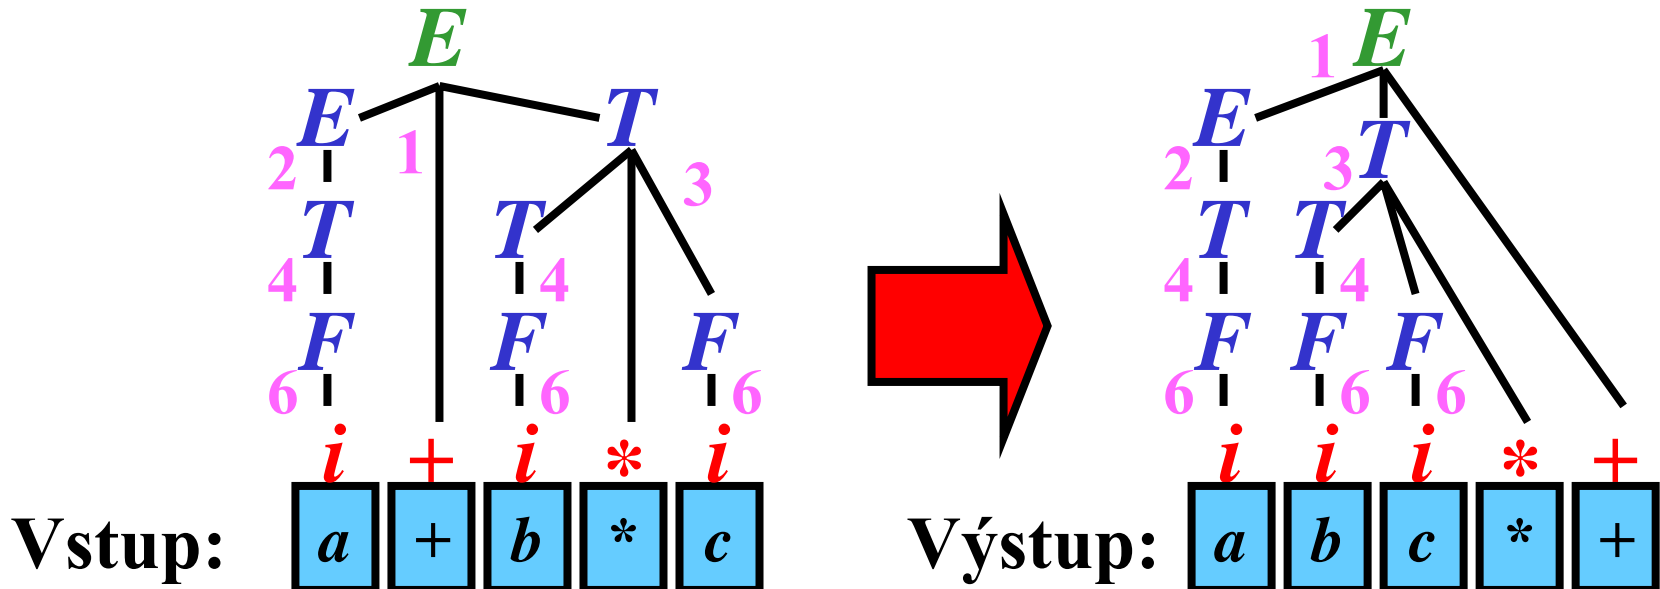 E 1 E
E T E T
2 1 3 2 3
T T T T
4 4 4 4
F F F F F F
6 6 6 6 6 6
i + i * i i i i * +
Vstup: a + b * c Výstup: a b c * +